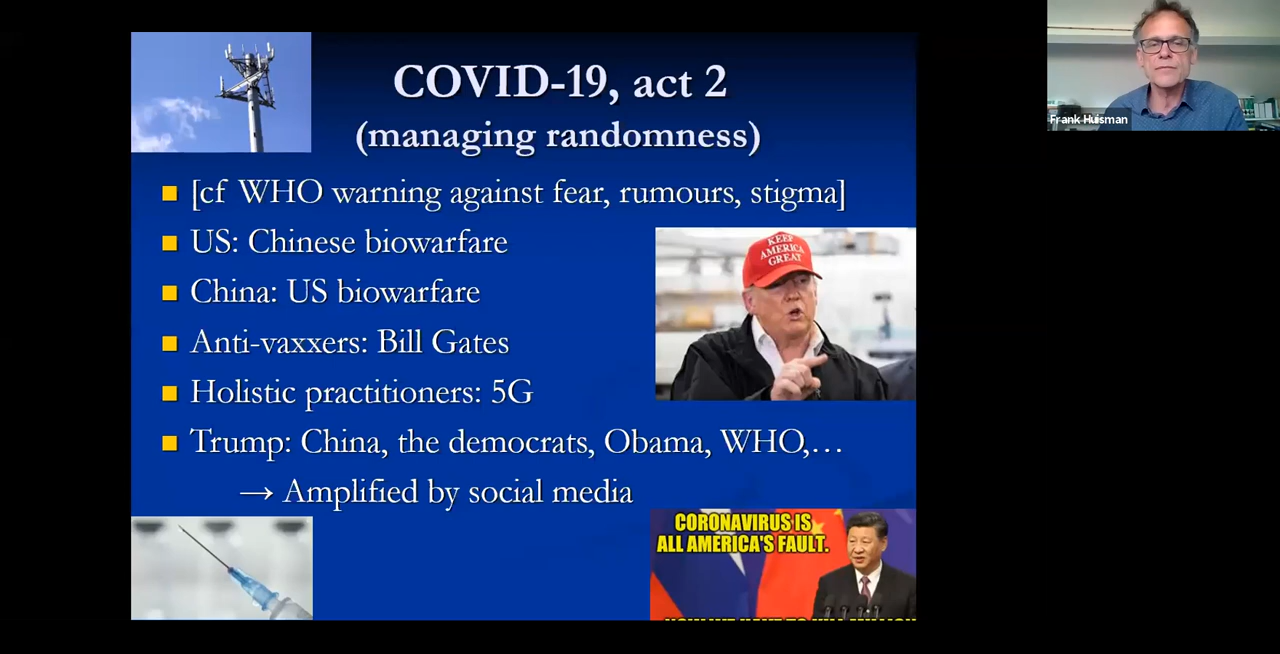 COVID-19, act 2
(managing randomness)
[cf WHO warning against fear, rumours, stigma]
US: Chinese biowarfare
China: US biowarfare
Anti-vaxxers: Bill Gates
Holistic practitioners: 5G
Trump: China, the democrats, Obama, WHO,…
→ Amplified by social media
KEEP
AMERICA
GREAT
CORONAVIRUS IS
ALL AMERICA'S FAULT.
Frank Huisman